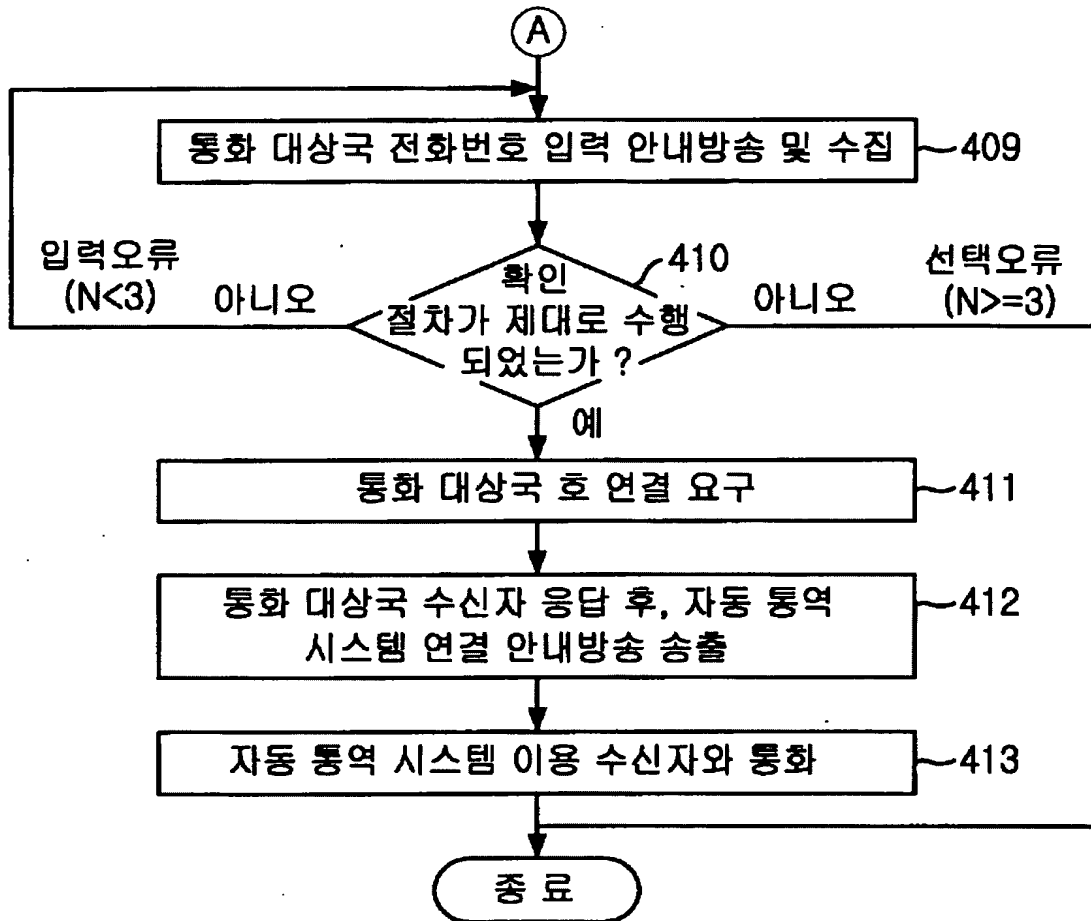 A
통화 대상국 전화번호 입력 안내방송 및 수집
409
입력오류
(N<3)
아니오
확인
절차가 제대로 수행
되었는가 ?
410
아니오
선택오류
(N>=3)
예
통화 대상국 호 연결 요구
411
통화 대상국 수신자 응답 후, 자동 통역
시스템 연결 안내방송 송출
412
자동 통역 시스템 이용 수신자와 통화
413
종 료